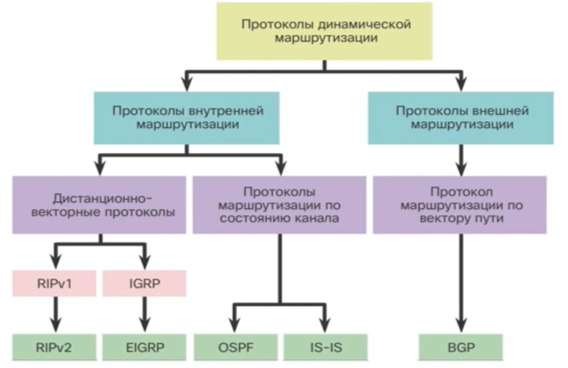 Протоколы динамической
маршрутизации
Протоколы внутренней
маршрутизации
Протоколы внешней
маршрутизации
Дистанционно-
векторные протоколы
Протоколы
маршрутизации по
состоянию канала
Протокол
маршрутизации по
вектору пути
RIPv1
IGRP
RIPv2
EIGRP
OSPF
IS-IS
BGP